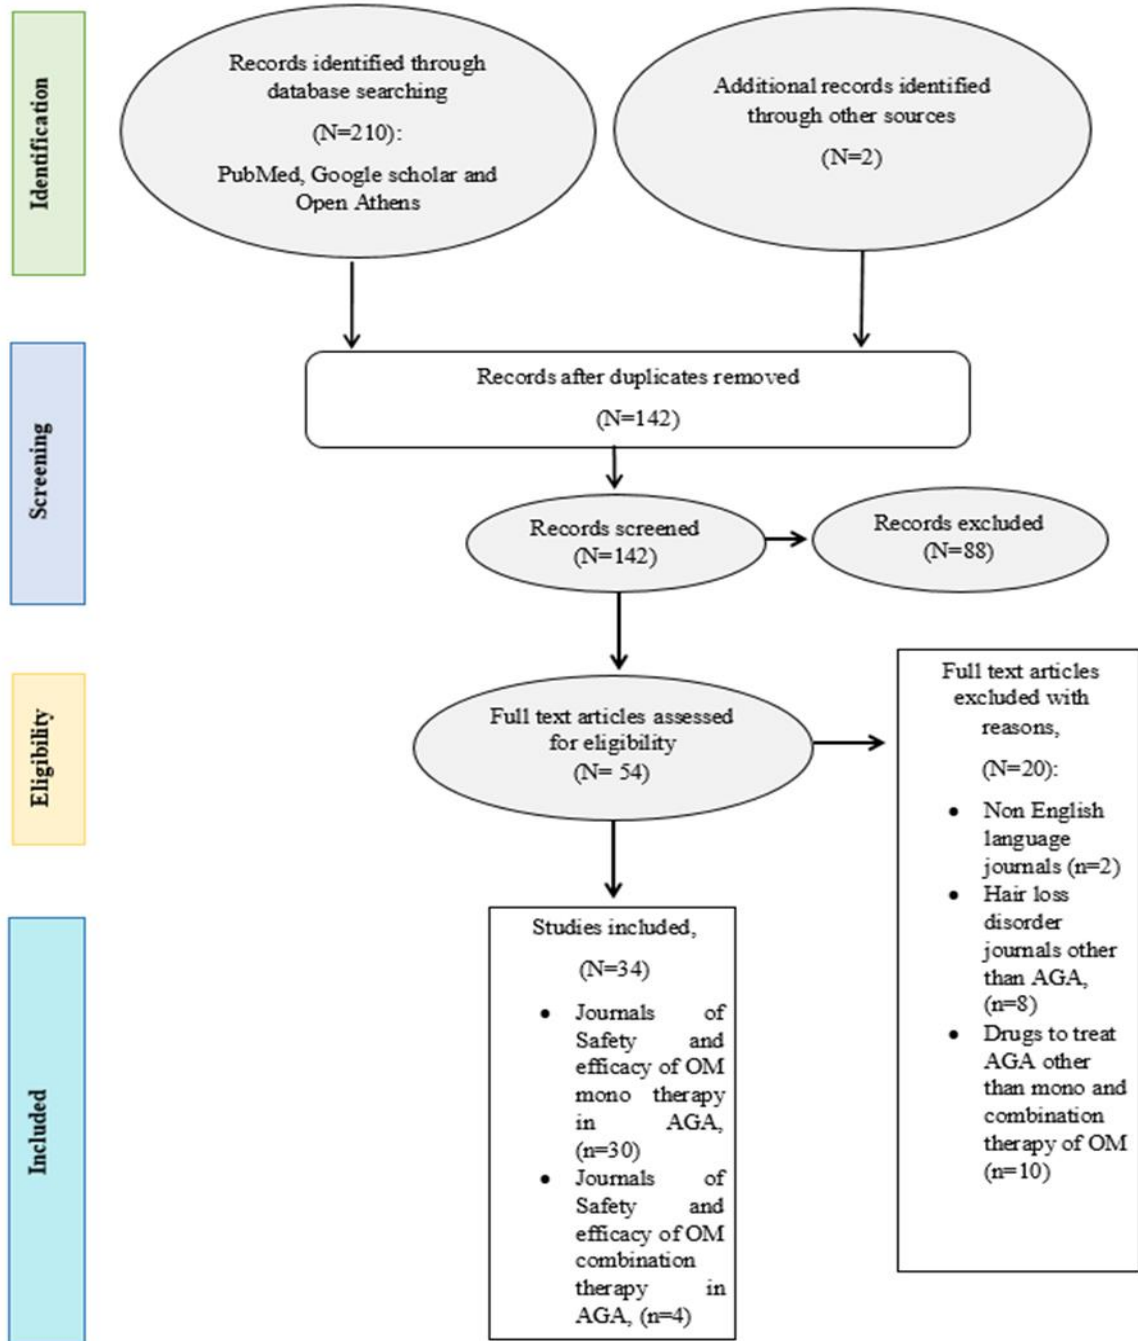 Identification
Records identified through
database searching
(N=210):
PubMed, Google scholar and
Open Athens
Additional records identified
through other sources
(N=2)
Screening
Records after duplicates removed
(N=142)
Records screened
(N=142)
Records excluded
(N=88)
Eligibility
Full text articles assessed
for eligibility
(N= 54)
Full text articles
excluded with
reasons,
(N=20):
• Non English
language
journals (n=2)
• Hair loss
disorder
journals other
than AGA,
(n=8)
• Drugs to treat
AGA other
than mono and
combination
therapy of OM
(n=10)
Included
Studies included,
(N=34)
• Journals of
Safety and
efficacy of OM
mono therapy
in AGA,
(n=30)
• Journals of
Safety and
efficacy of OM
combination
therapy in
AGA, (n=4)